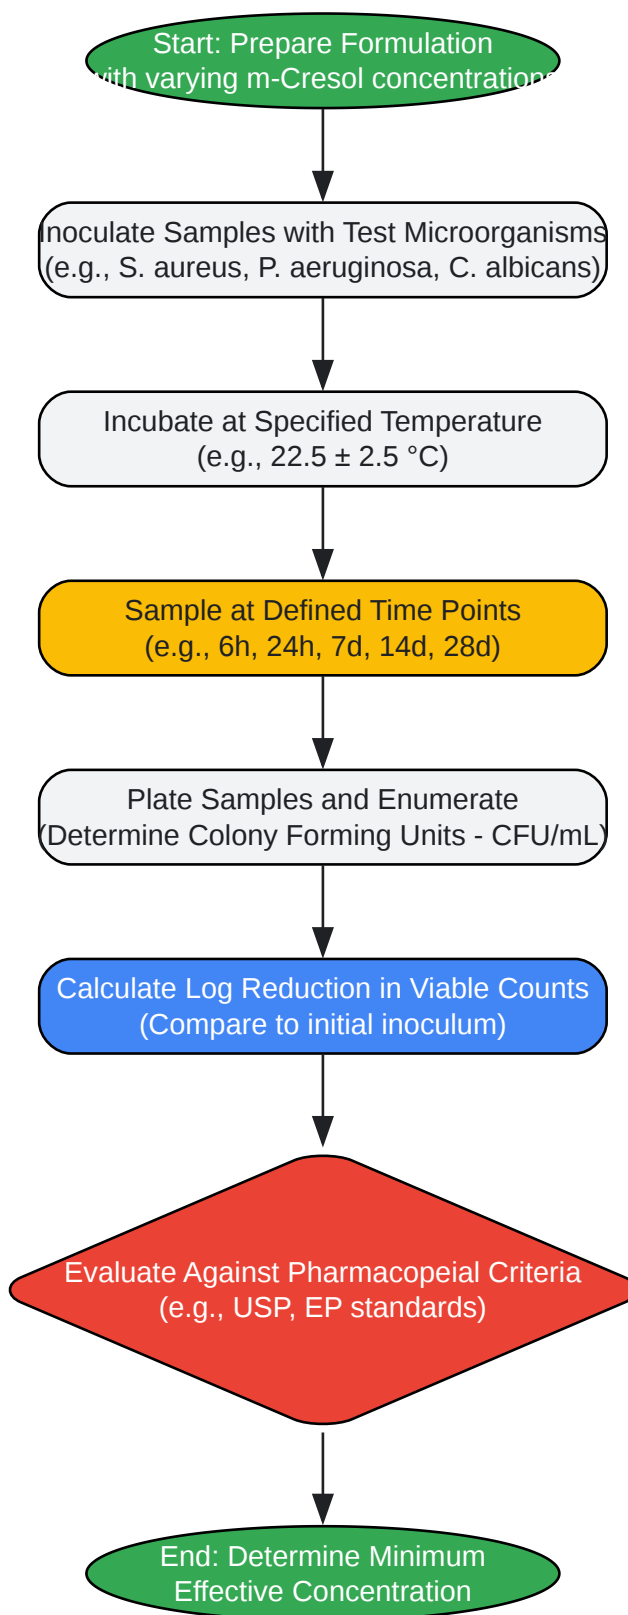 Start: Prepare Formulation
with varying m-Cresol concentrations
Inoculate Samples with Test Microorganisms
(e.g., S. aureus, P. aeruginosa, C. albicans)
Incubate at Specified Temperature
(e.g., 22.5 ± 2.5 °C)
Sample at Defined Time Points
(e.g., 6h, 24h, 7d, 14d, 28d)
Plate Samples and Enumerate
(Determine Colony Forming Units - CFU/mL)
Calculate Log Reduction in Viable Counts
(Compare to initial inoculum)
Evaluate Against Pharmacopeial Criteria
(e.g., USP, EP standards)
End: Determine Minimum
Effective Concentration